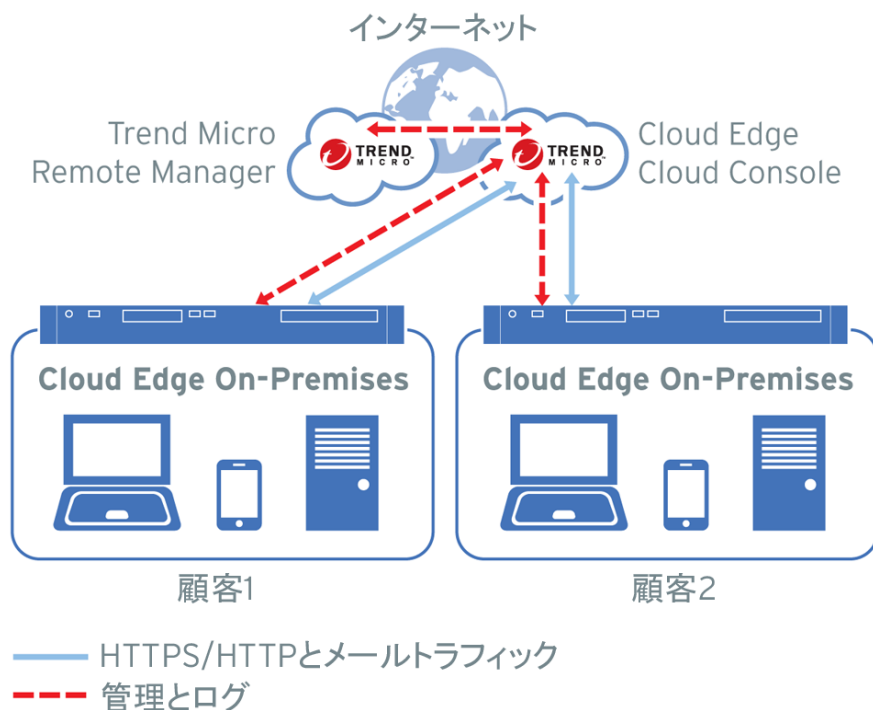 インターネット
Trend Micro
Remote Manager
TREND
MICRO™
TREND
MICRO™
Cloud Edge
Cloud Console
Cloud Edge On-Premises
Cloud Edge On-Premises
顧客1
顧客2
HTTPS/HTTPとメールトラフィック
管理とログ